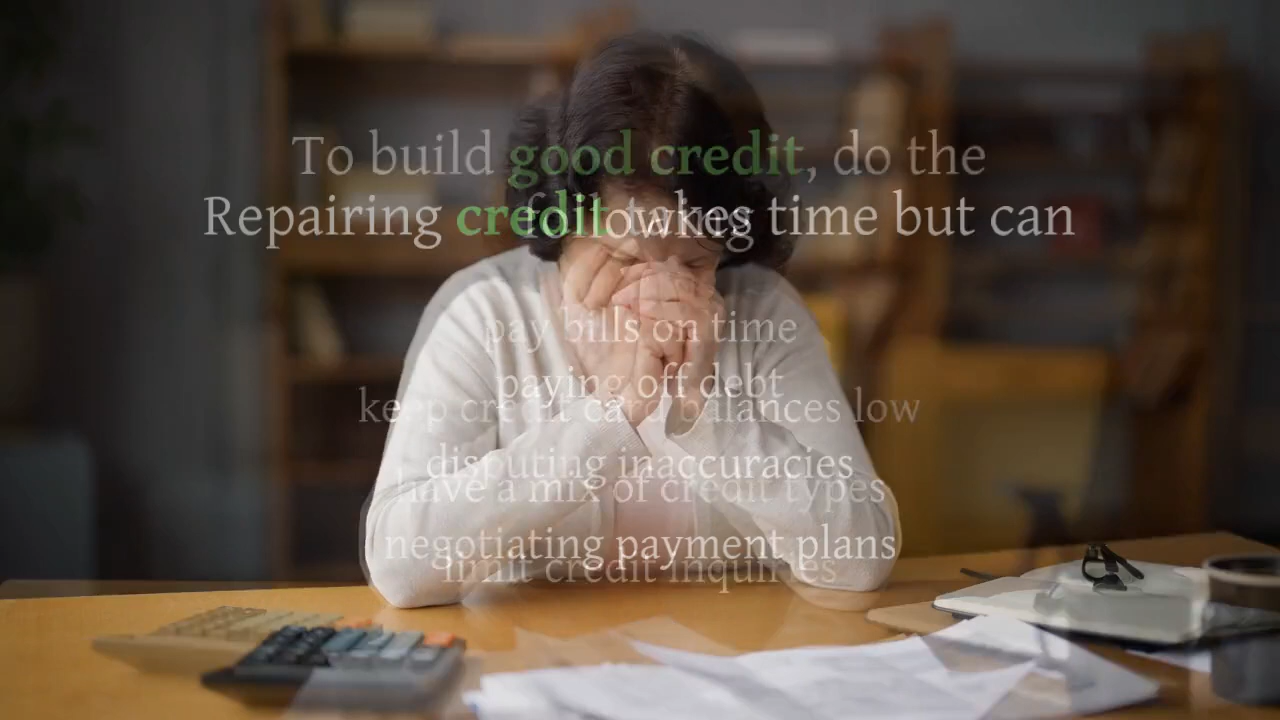 To build good credit, do the
following
Repairing credit takes time but can
pay bills on time
paying off debt
keep credit card balances low
disputing inaccuracies
have a mix of credit types
negotiating payment plans
limit credit inquiries